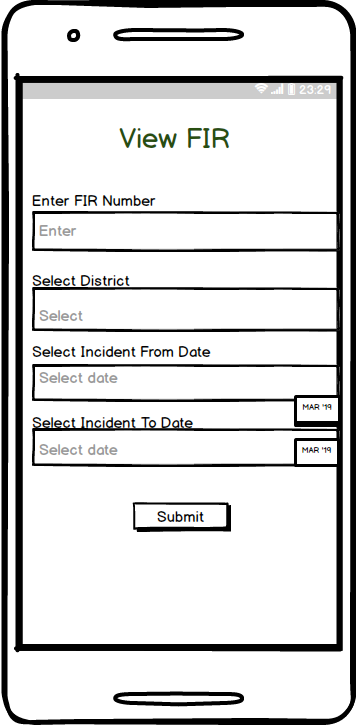 23:29
View FIR
Enter FIR Number
Enter
Select District
Select
Select Incident From Date
Select date
MAR '19
Select Incident To Date
Select date
MAR '19
Submit